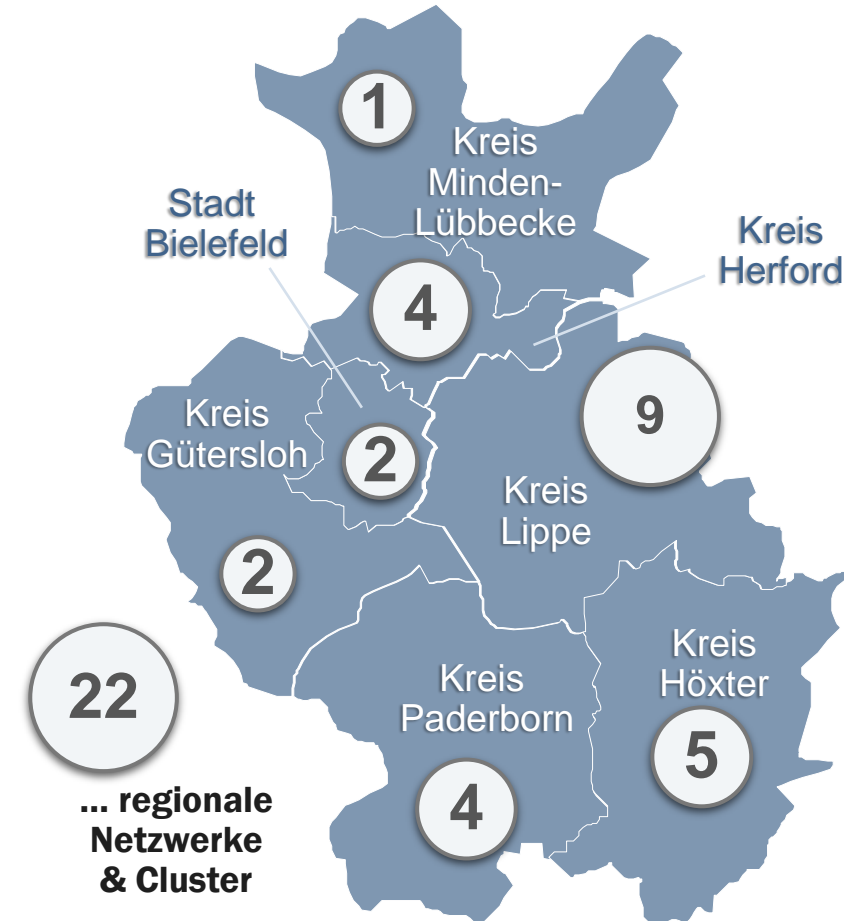 1
Kreis
Minden-
Lübbecke
Stadt
Bielefeld
Kreis
Herford
4
9
Kreis
Gütersloh
2
Kreis
Lippe
2
22
... regionale
Netzwerke
& Cluster
Kreis
Paderborn
4
Kreis
Höxter
5